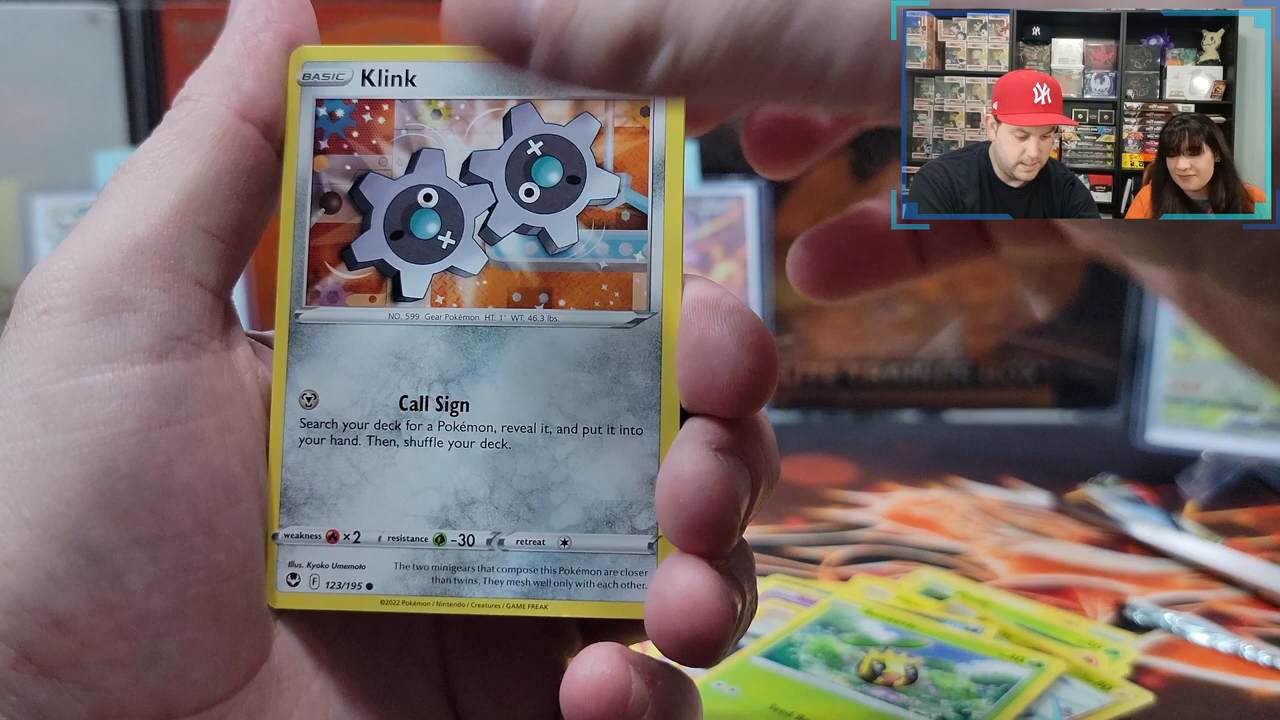 BASIC Klink
NO. 599 Gear Pokémon HT: 1' WT: 46.3 lbs.
Call Sign
Search your deck for a Pokémon, reveal it, and put it into
your hand. Then, shuffle your deck.
weakness ×2 resistance -30 retreat
Illus. Kyoko Umemoto
The two minigears that compose this Pokémon are closer
than twins. They mesh well only with each other.
F 123/195
©2022 Pokémon / Nintendo / Creatures / GAME FREAK